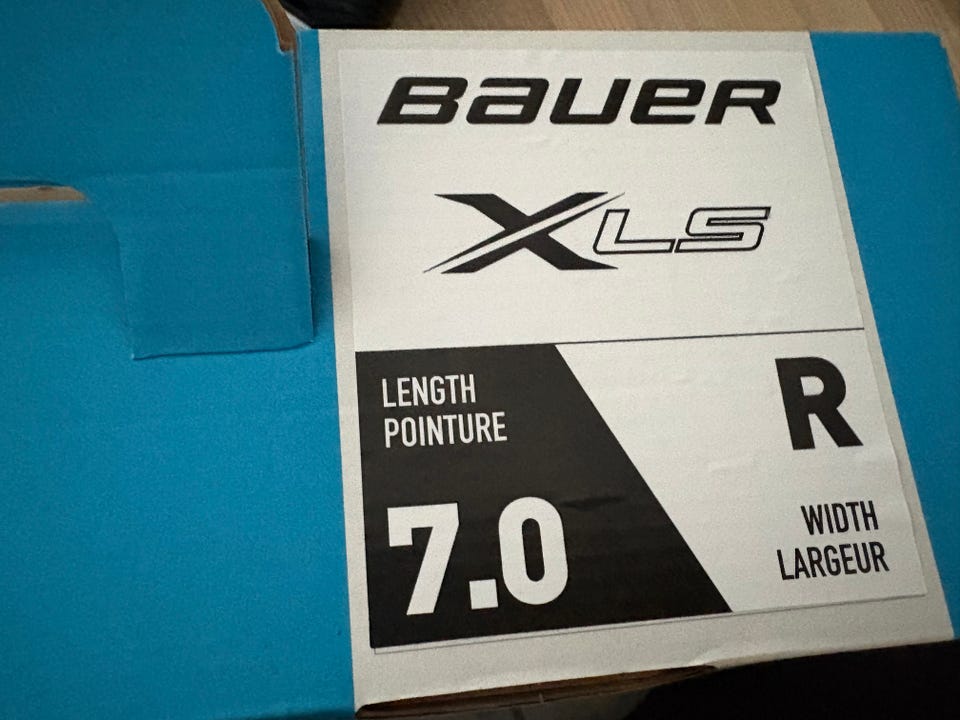 BAUER
XLS
LENGTH
POINTURE
7.0
R
WIDTH
LARGEUR